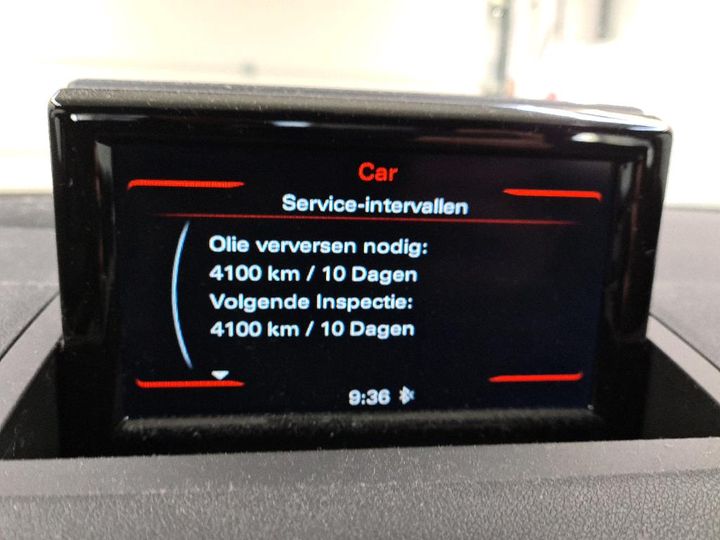 Car
Service-intervallen
Olie verversen nodig:
4100 km / 10 Dagen
Volgende Inspectie:
4100 km / 10 Dagen
9:36